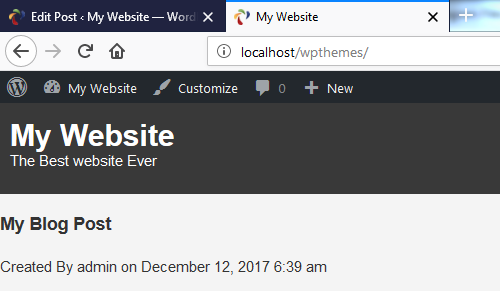 Edit Post ‹ My Website — Word
My Website
localhost/wpthemes/
My Website Customize 0 New
My Website
The Best website Ever
My Blog Post
Created By admin on December 12, 2017 6:39 am